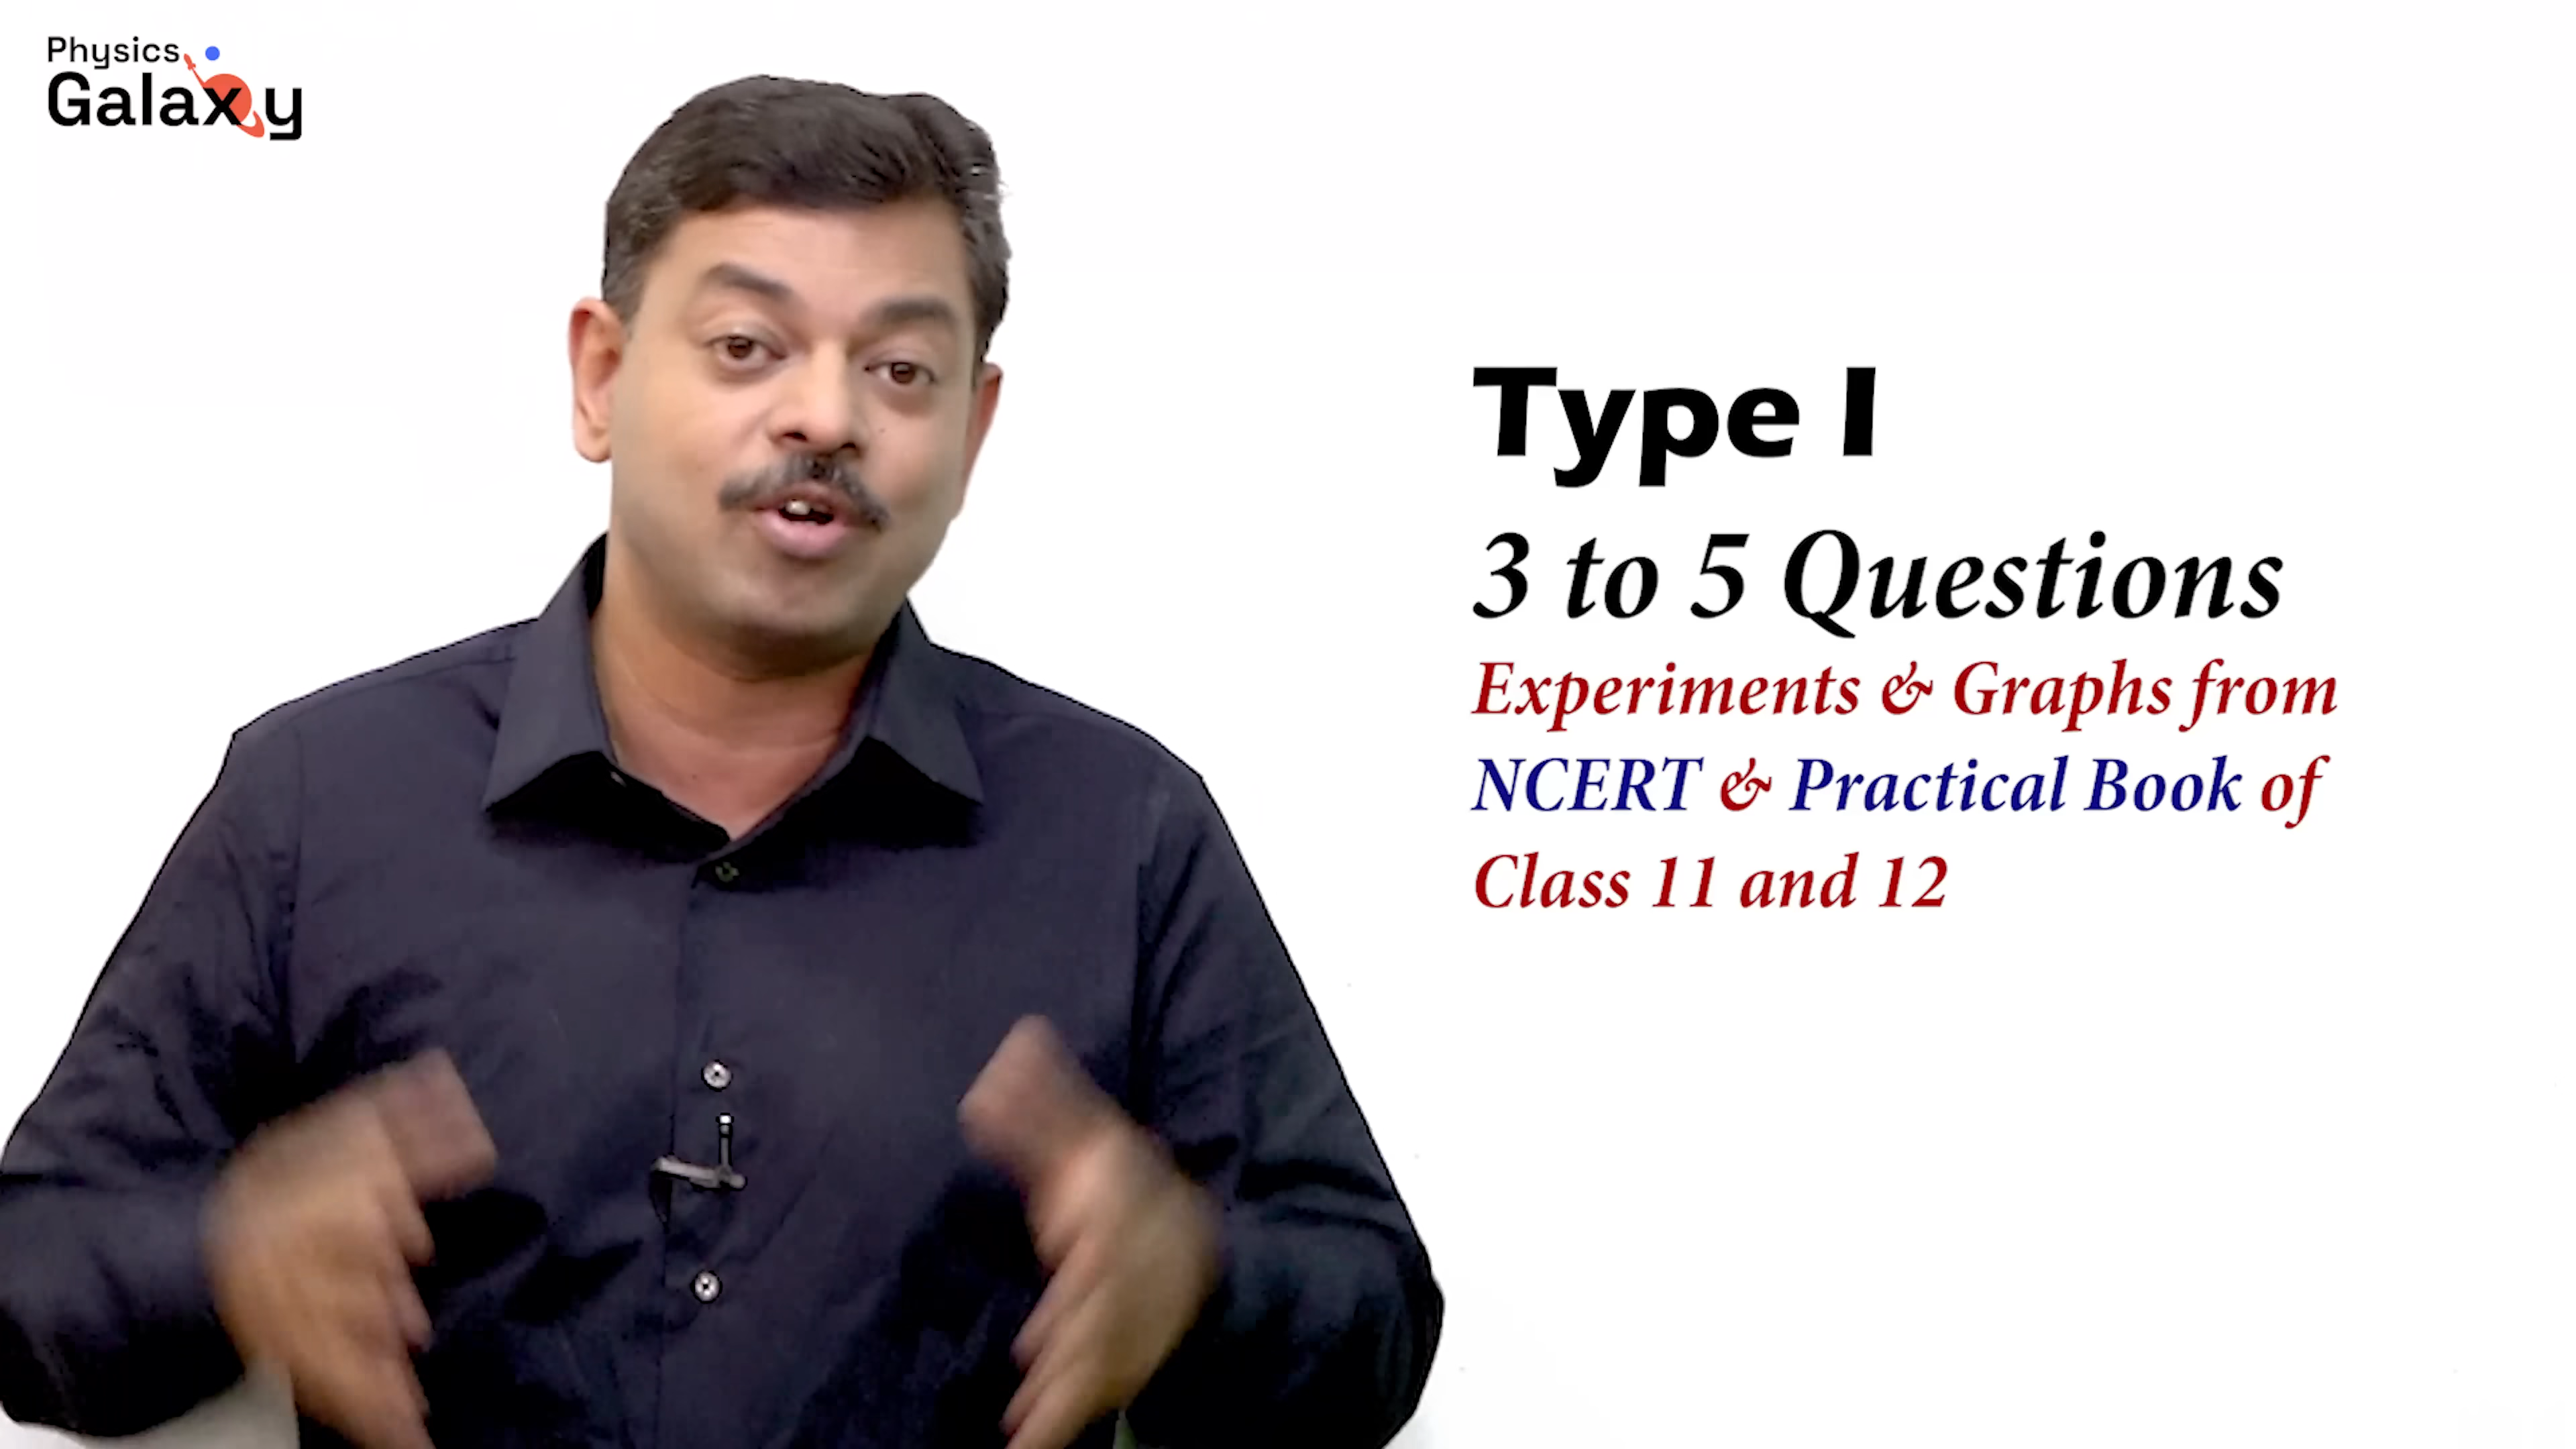 Physics
Galaxy
Type I
3 to 5 Questions
Experiments & Graphs from
NCERT & Practical Book of
Class 11 and 12